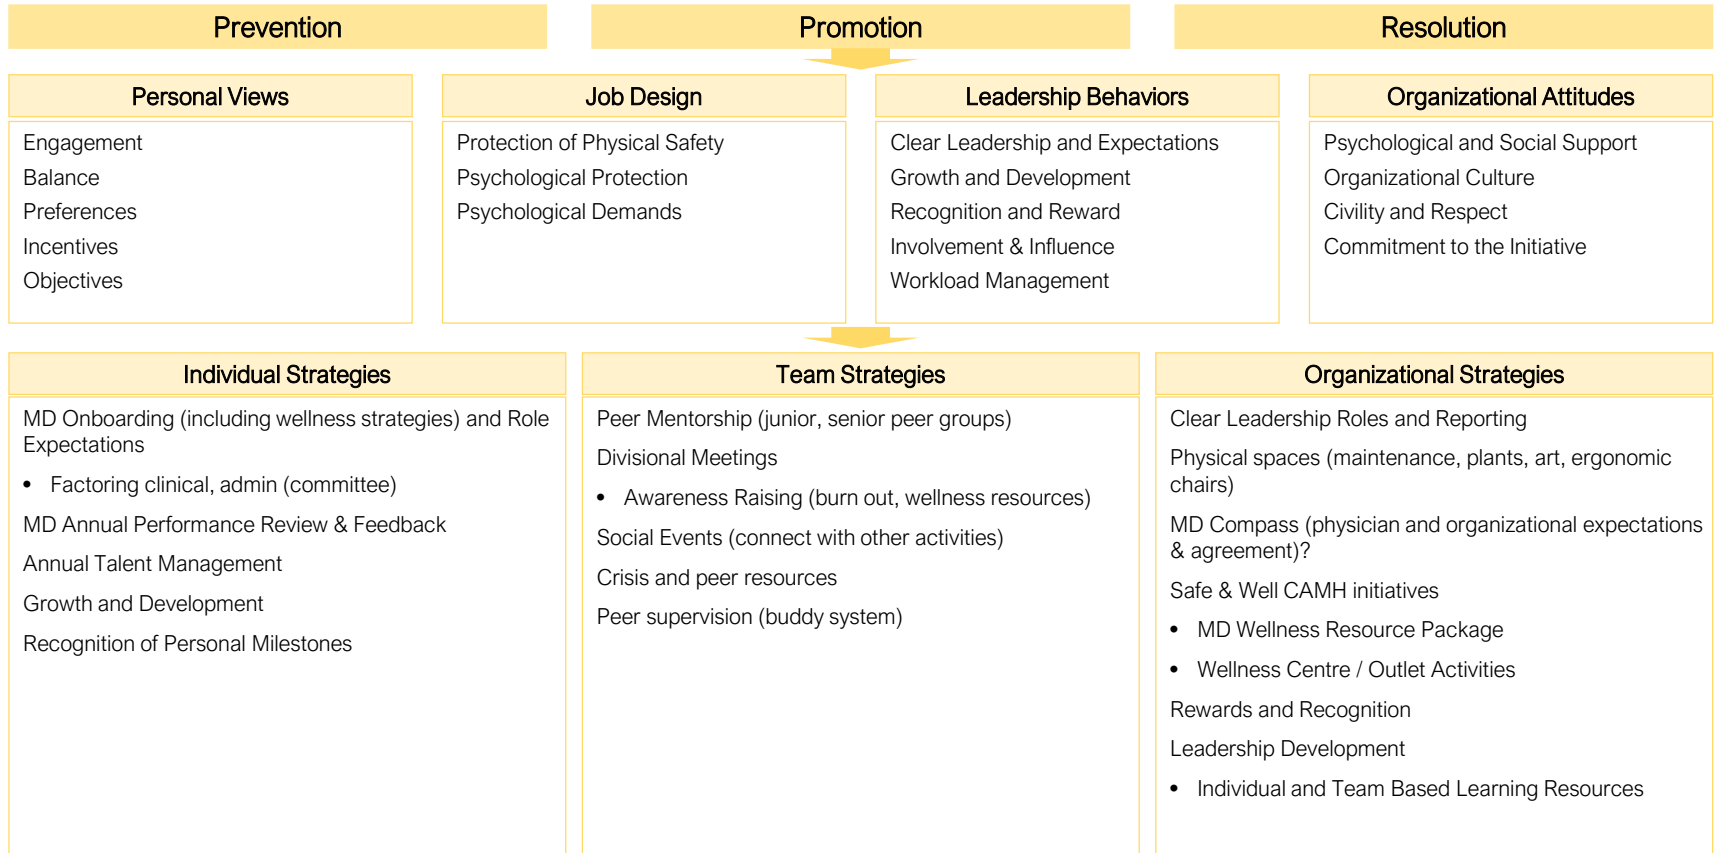 Prevention
Promotion
Resolution
Personal Views
Engagement
Balance
Preferences
Incentives
Objectives
Job Design
Protection of Physical Safety
Psychological Protection
Psychological Demands
Leadership Behaviors
Clear Leadership and Expectations
Growth and Development
Recognition and Reward
Involvement & Influence
Workload Management
Organizational Attitudes
Psychological and Social Support
Organizational Culture
Civility and Respect
Commitment to the Initiative
Individual Strategies
MD Onboarding (including wellness strategies) and Role
Expectations
• Factoring clinical, admin (committee)
MD Annual Performance Review & Feedback
Annual Talent Management
Growth and Development
Recognition of Personal Milestones
Team Strategies
Peer Mentorship (junior, senior peer groups)
Divisional Meetings
• Awareness Raising (burn out, wellness resources)
Social Events (connect with other activities)
Crisis and peer resources
Peer supervision (buddy system)
Organizational Strategies
Clear Leadership Roles and Reporting
Physical spaces (maintenance, plants, art, ergonomic
chairs)
MD Compass (physician and organizational expectations
& agreement)?
Safe & Well CAMH initiatives
• MD Wellness Resource Package
• Wellness Centre / Outlet Activities
Rewards and Recognition
Leadership Development
• Individual and Team Based Learning Resources